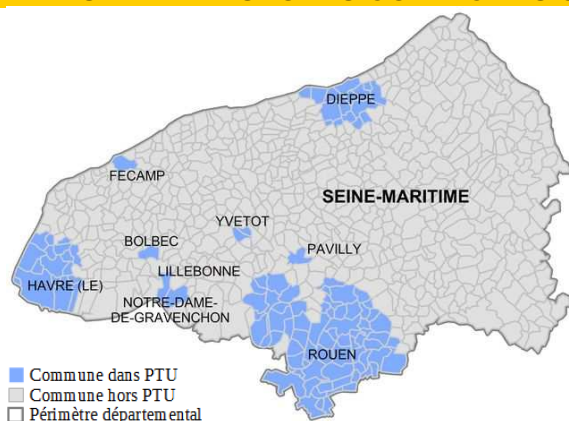 DIEPPE
FECAMP
SEINE-MARITIME
YVETOT
BOLBEC
PAVILLY
LILLEBONNE
HAVRE (LE)
NOTRE-DAME-
DE-GRAVENCHON
ROUEN
Commune dans PTU
Commune hors PTU
Périmètre départemental